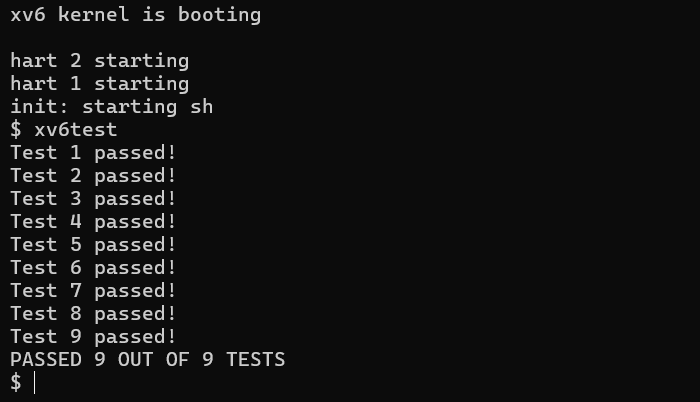 xv6 kernel is booting
hart 2 starting
hart 1 starting
init: starting sh
$ xv6test
Test 1 passed!
Test 2 passed!
Test 3 passed!
Test 4 passed!
Test 5 passed!
Test 6 passed!
Test 7 passed!
Test 8 passed!
Test 9 passed!
PASSED 9 OUT OF 9 TESTS
$